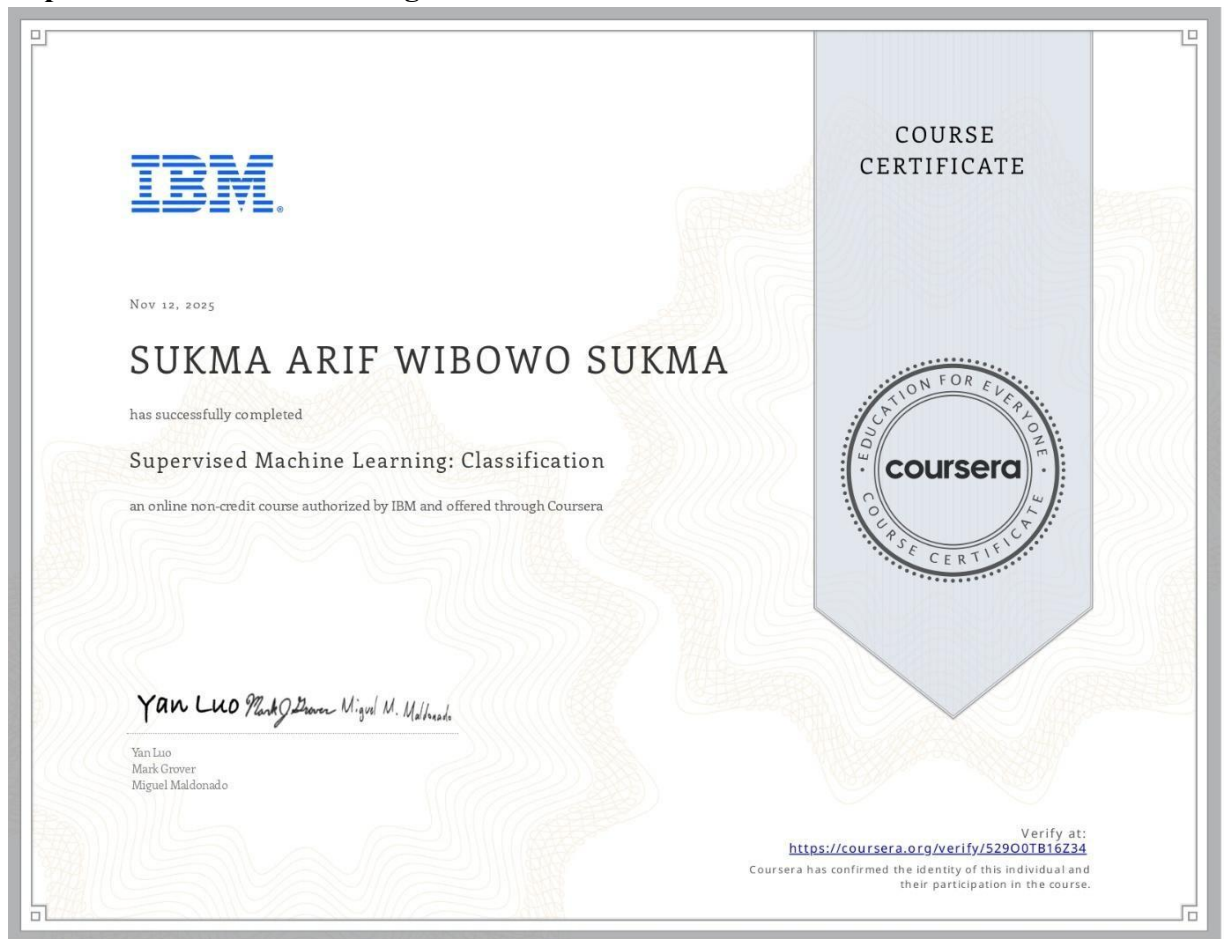 IBM
COURSE
CERTIFICATE
Nov 12, 2025
SUKMA ARIF WIBOWO SUKMA
has successfully completed
Supervised Machine Learning: Classification
an online non-credit course authorized by IBM and offered through Coursera
EDUCATION FOR EVERYONE
coursera
COURSE CERTIFICATE
Yan Luo Mark J Grover Miguel M. Maldonado
Yan Luo
Mark Grover
Miguel Maldonado
Verify at:
https://coursera.org/verify/529O0TB16Z34
Coursera has confirmed the identity of this individual and
their participation in the course.